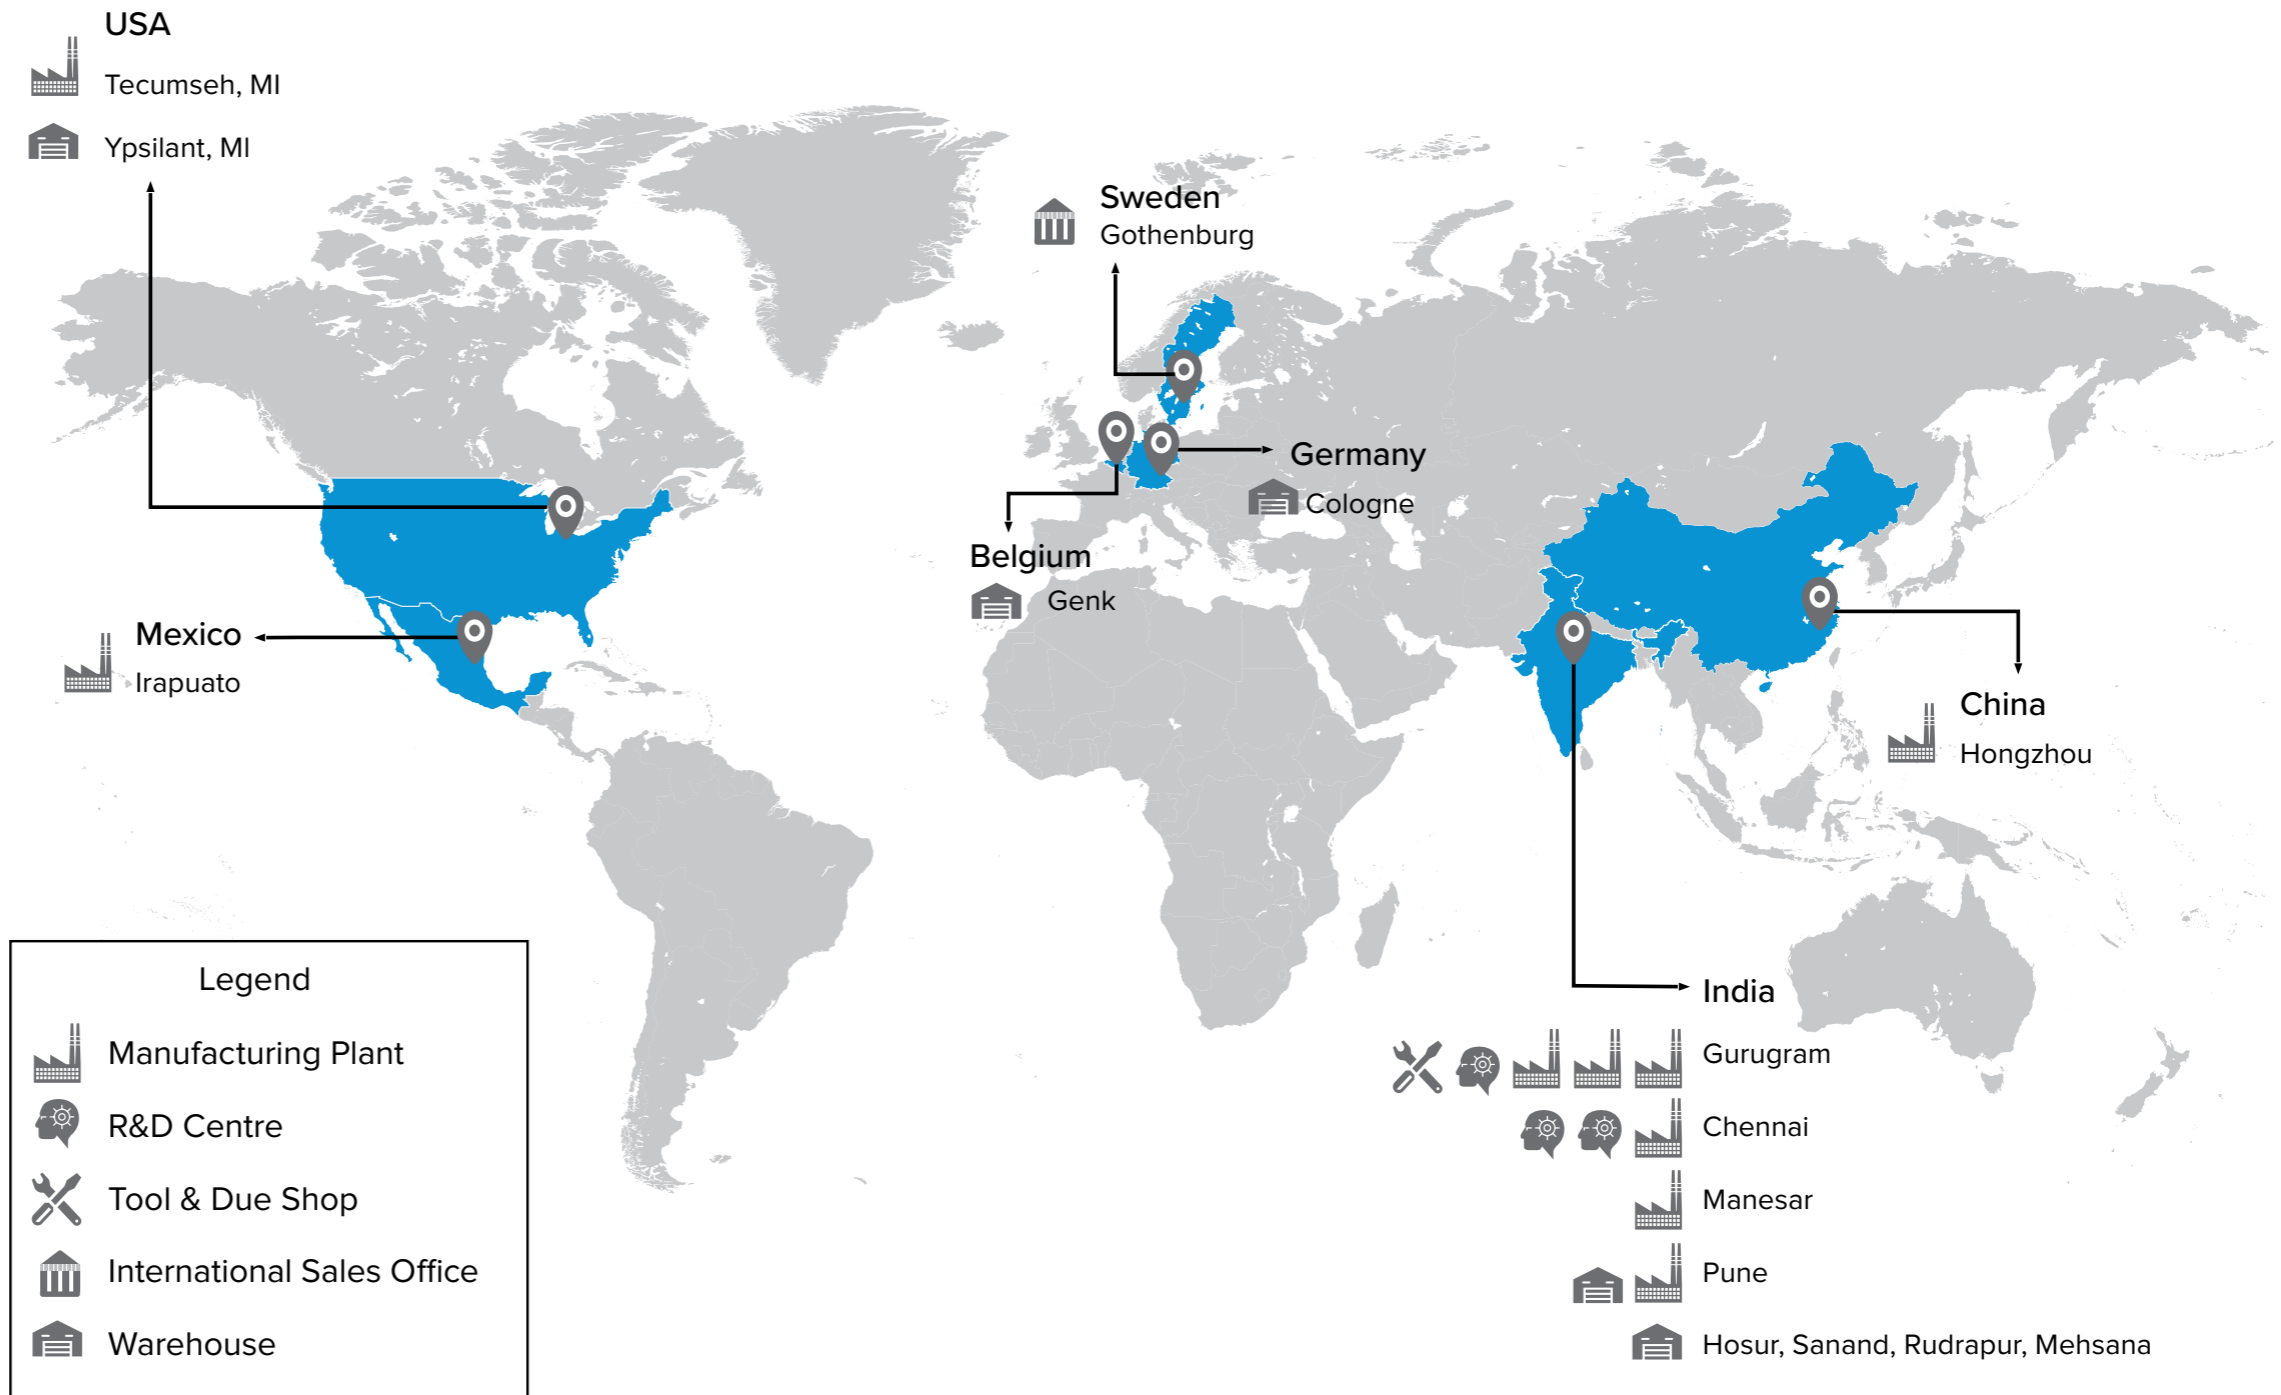 USA
Tecumseh, MI
Ypsilant, MI
Sweden
Gothenburg
Germany
Cologne
Belgium
Genk
Mexico
Irapuato
China
Hongzhou
India
Gurugram
Chennai
Manesar
Pune
Hosur, Sanand, Rudrapur, Mehsana
Legend
Manufacturing Plant
R&D Centre
Tool & Due Shop
International Sales Office
Warehouse